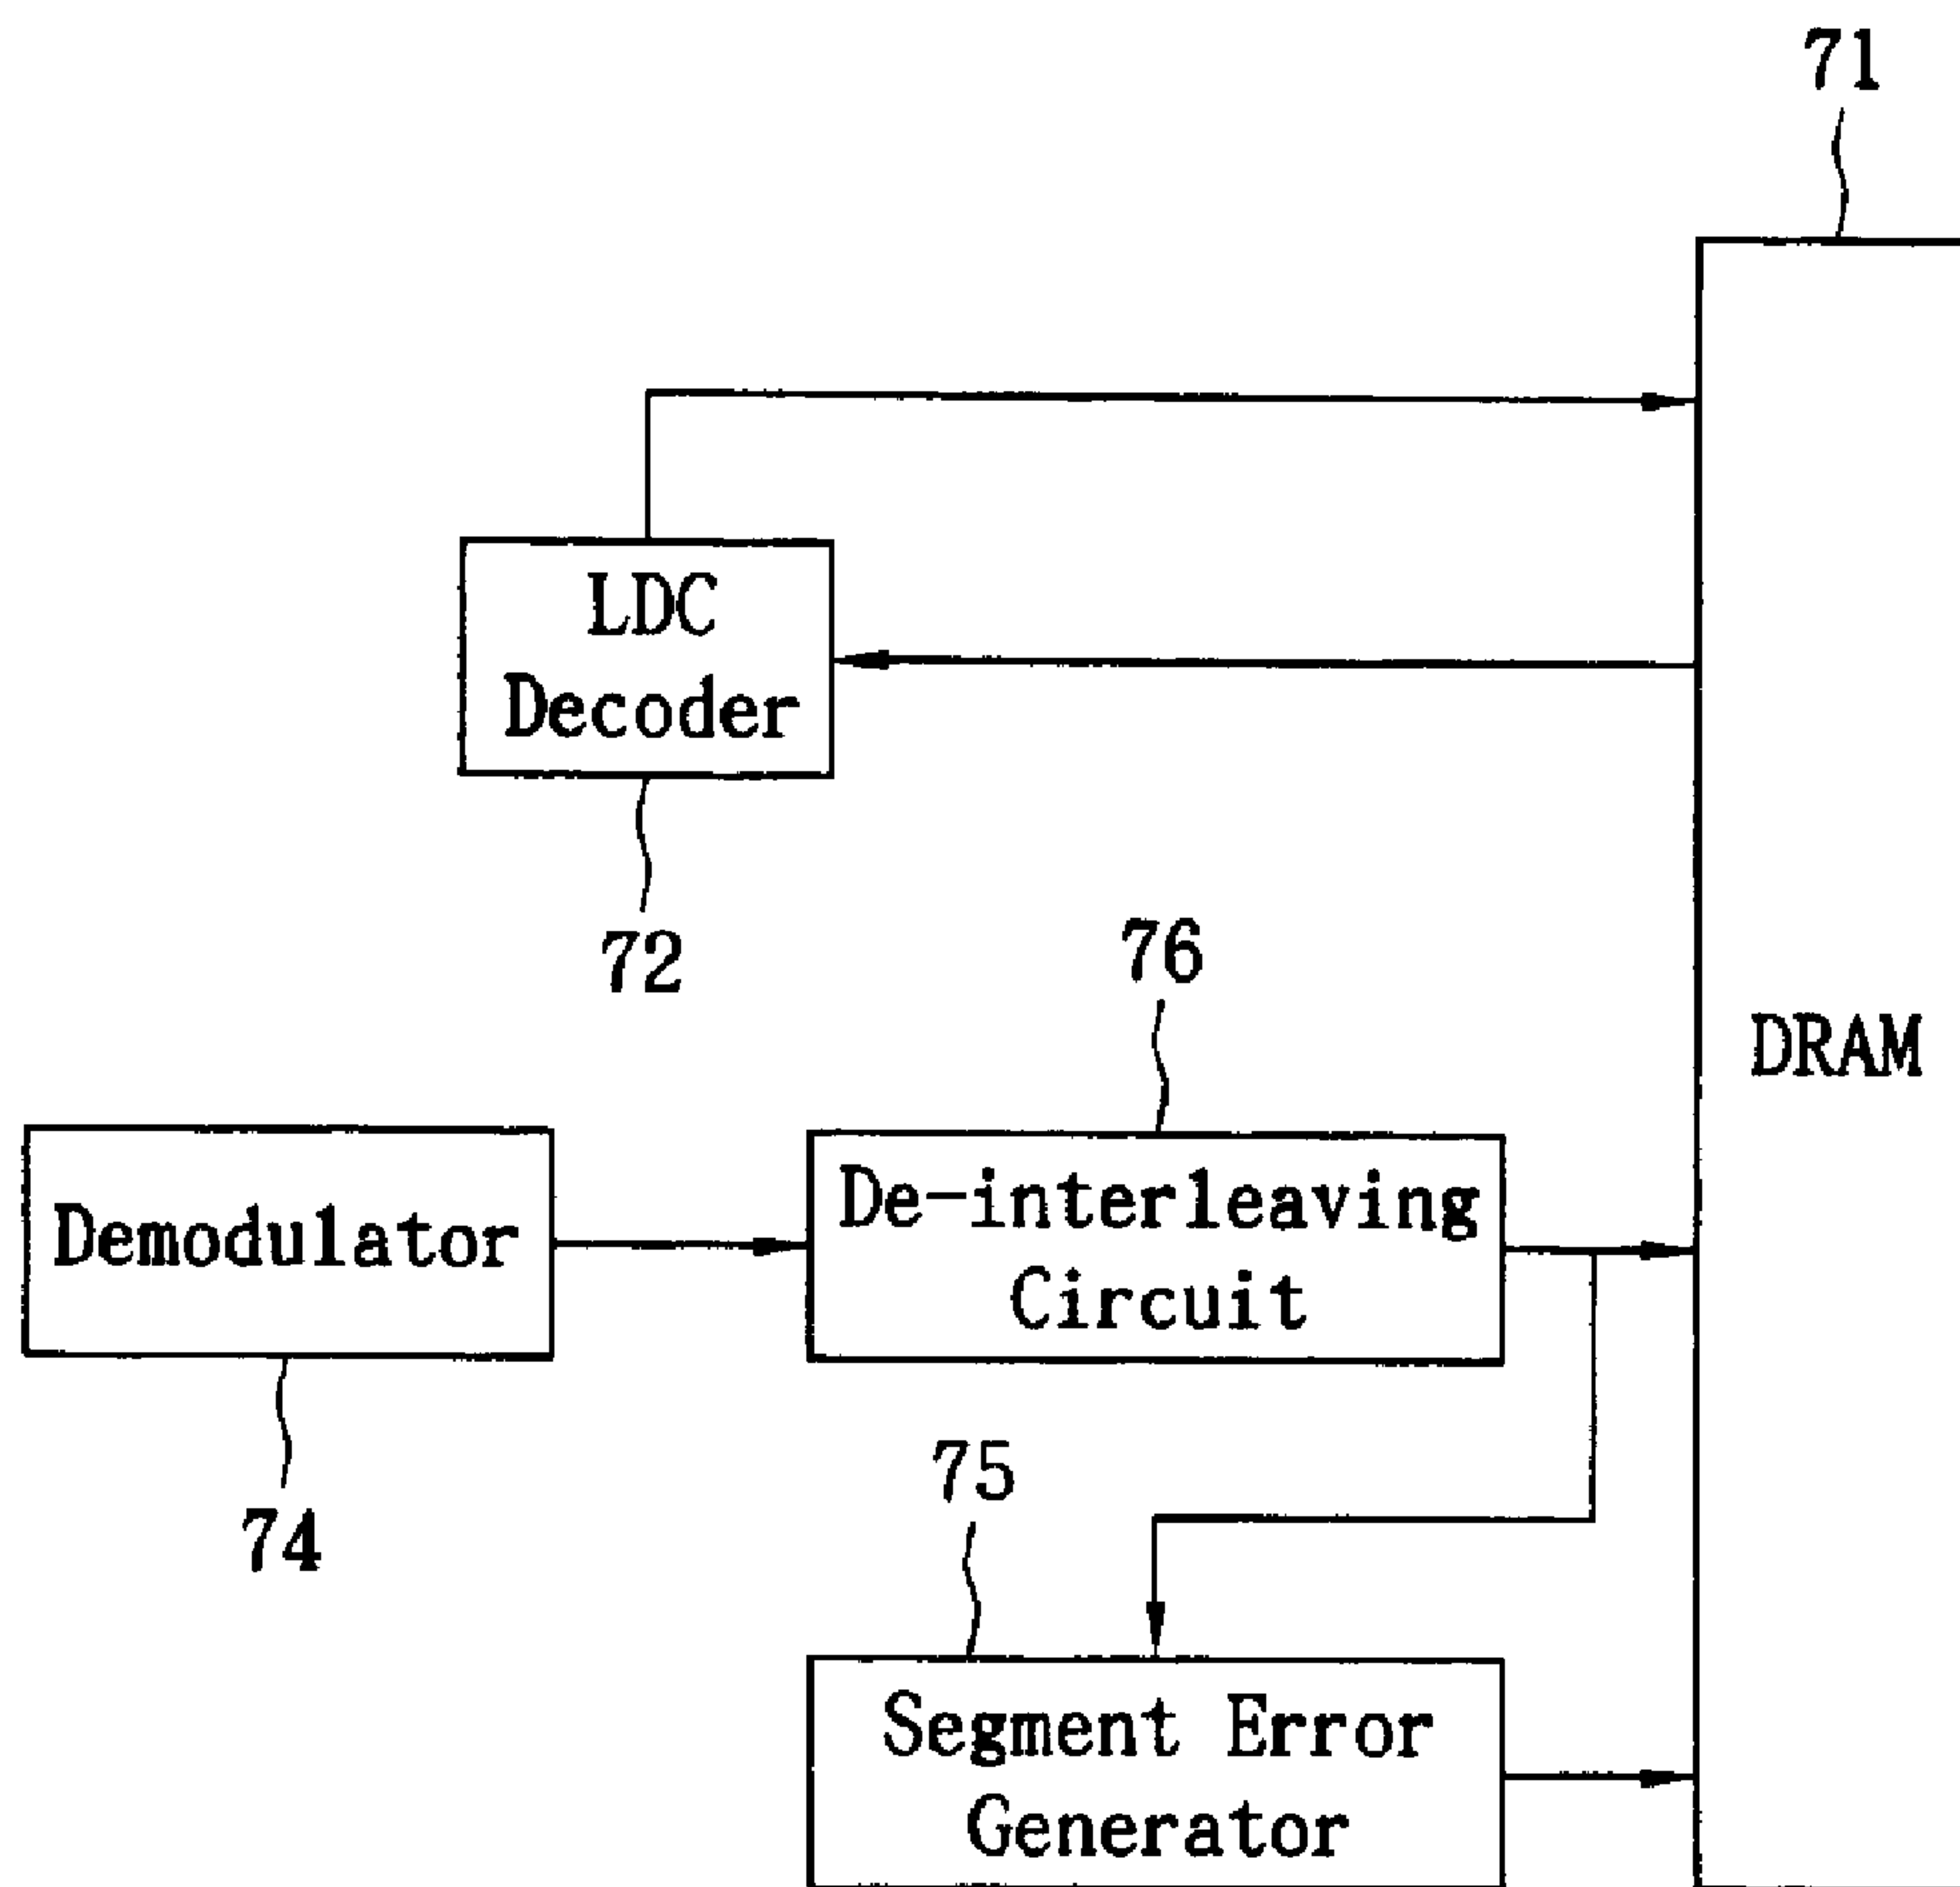 71
LDC
Decoder
72
76
DRAM
De-interleaving
Circuit
Demodulator
74
75
Segment Error
Generator